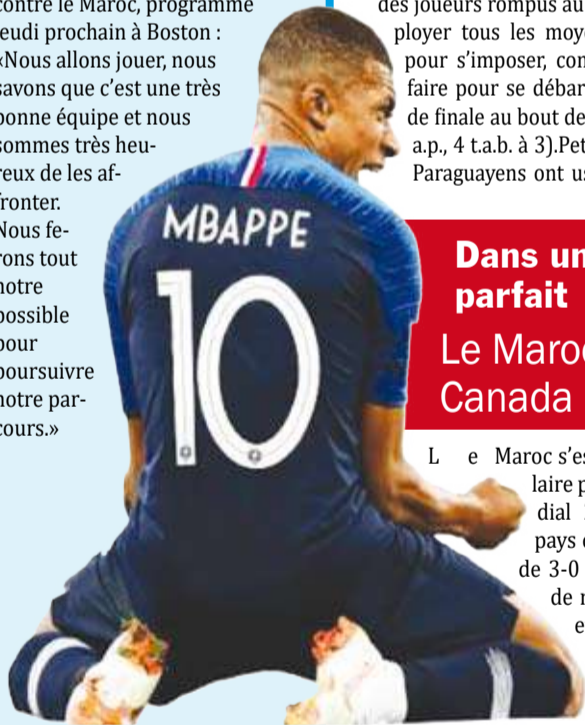 contre le Maroc, programmé
jeudi prochain à Boston :
«Nous allons jouer, nous
savons que c’est une très
bonne équipe et nous
sommes très heu-
reux de les af-
fronter.
Nous fe-
rons tout
notre
possible
pour
poursuivre
notre par-
cours.»
MBAPPE
10
des joueurs rompus au
ployer tous les moye
pour s’imposer, con
faire pour se débar
de finale au bout de
a.p., 4 t.a.b. à 3).Pet
Paraguayens ont us
Dans un
parfait
Le Maroc
Canada
L e Maroc s’es
laire p
dial
pays
de 3-0
de
e